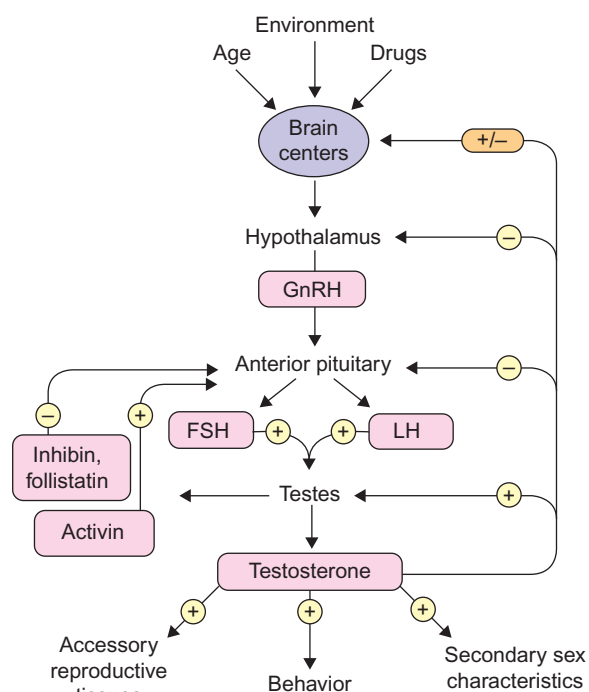 Environment
Age
Drugs
Brain
centers
+/–
Hypothalamus
–
GnRH
Anterior pituitary
–
–
+
FSH
+
+
LH
Inhibin,
follistatin
Testes
+
Activin
Testosterone
+
+
+
Accessory
reproductive
Behavior
Secondary sex
characteristics